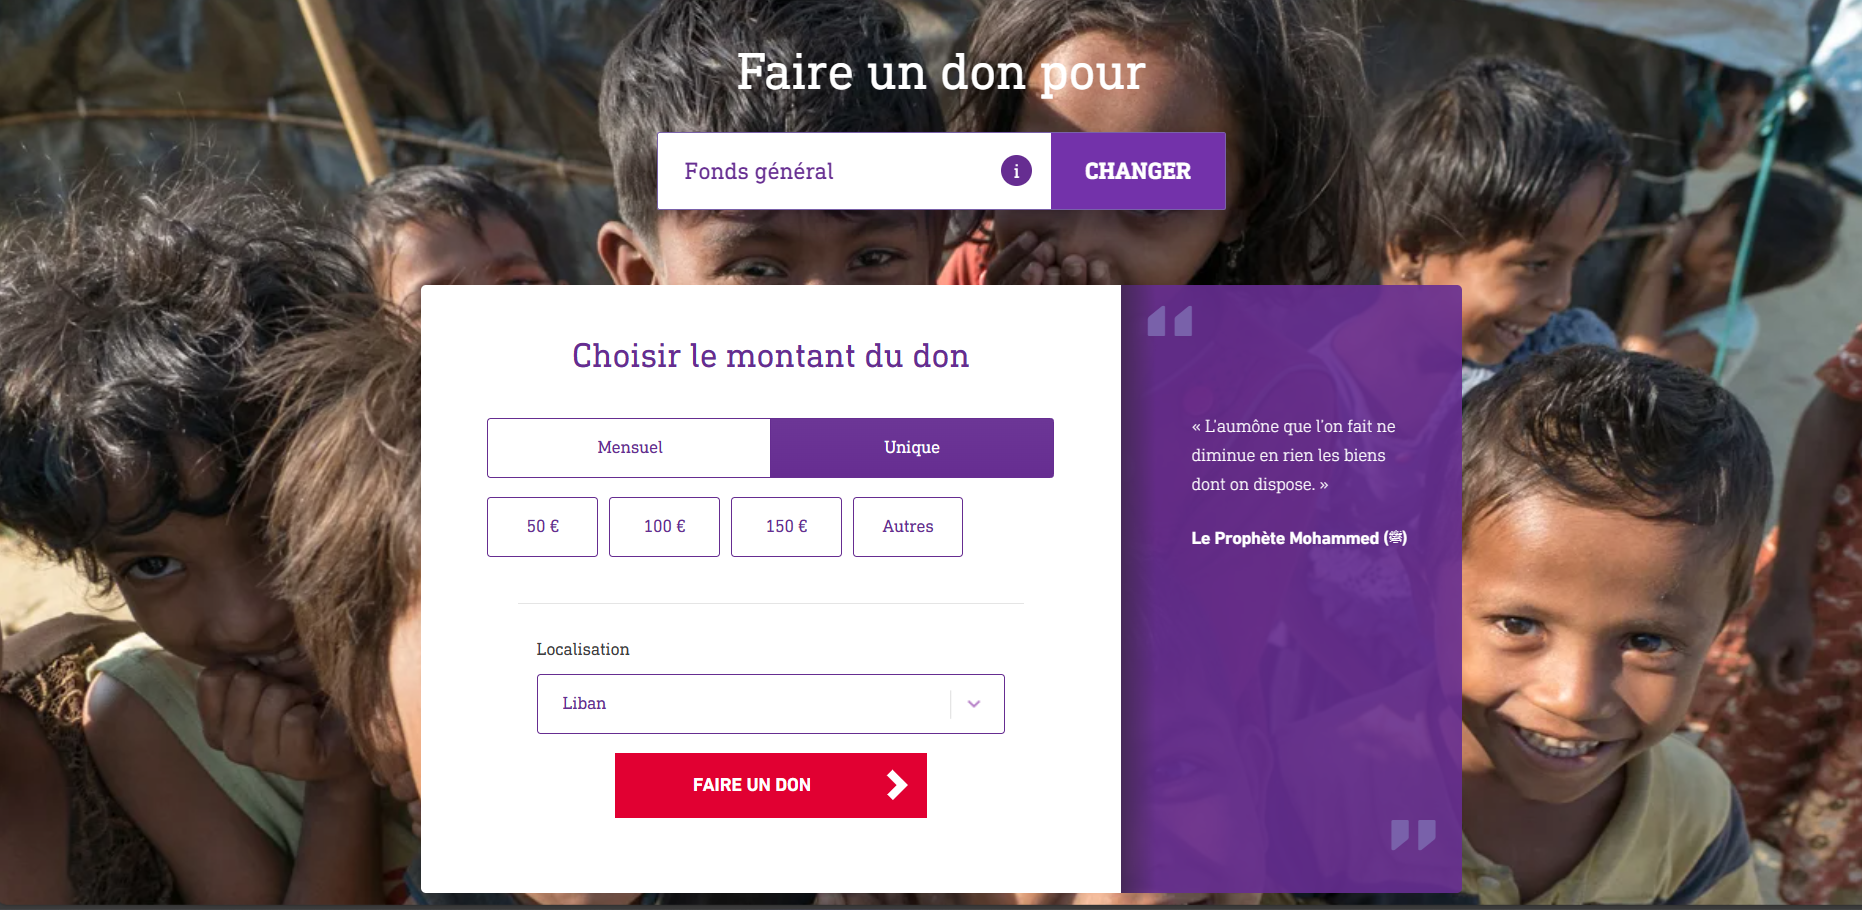 Faire un don pour
Fonds général
i
CHANGER
Choisir le montant du don
Mensuel
Unique
50 €
100 €
150 €
Autres
Localisation
Liban
FAIRE UN DON
« L'aumône que l'on fait ne
diminue en rien les biens
dont on dispose. »
Le Prophète Mohammed (ﷺ)